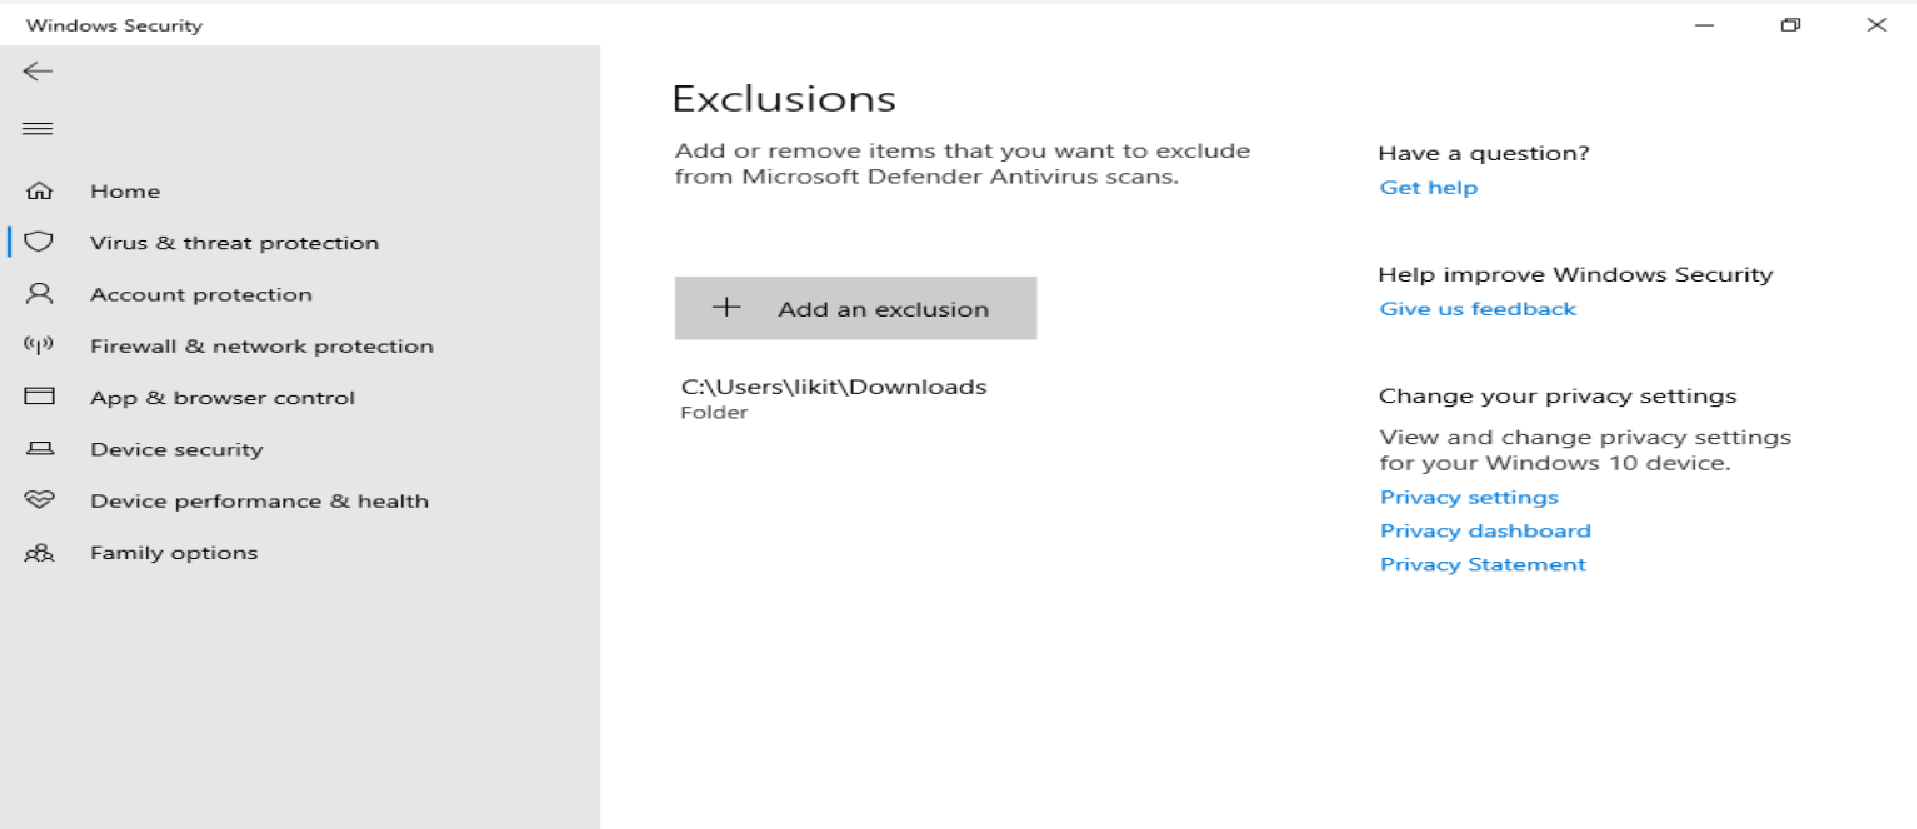 Windows Security
Home
Virus & threat protection
Account protection
Firewall & network protection
App & browser control
Device security
Device performance & health
Family options
Exclusions
Add or remove items that you want to exclude
from Microsoft Defender Antivirus scans.
Add an exclusion
C:\Users\likit\Downloads
Folder
Have a question?
Get help
Help improve Windows Security
Give us feedback
Change your privacy settings
View and change privacy settings
for your Windows 10 device.
Privacy settings
Privacy dashboard
Privacy Statement